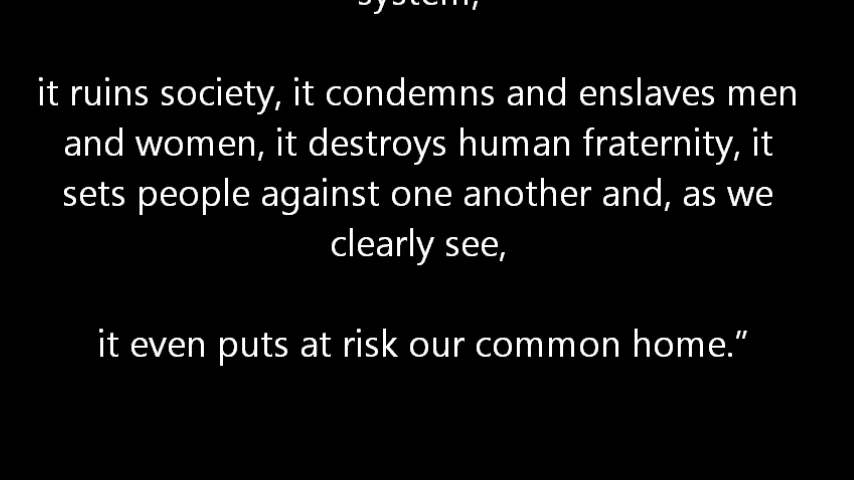 system,
it ruins society, it condemns and enslaves men
and women, it destroys human fraternity, it
sets people against one another and, as we
clearly see,
it even puts at risk our common home.”